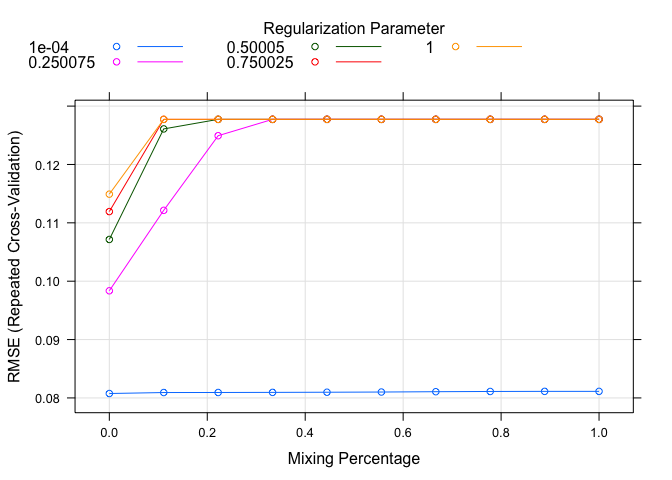 Regularization Parameter
1e-04 0.50005 1
0.250075 0.750025
RMSE (Repeated Cross-Validation)
0.12
0.11
0.10
0.09
0.08
0.0 0.2 0.4 0.6 0.8 1.0
Mixing Percentage